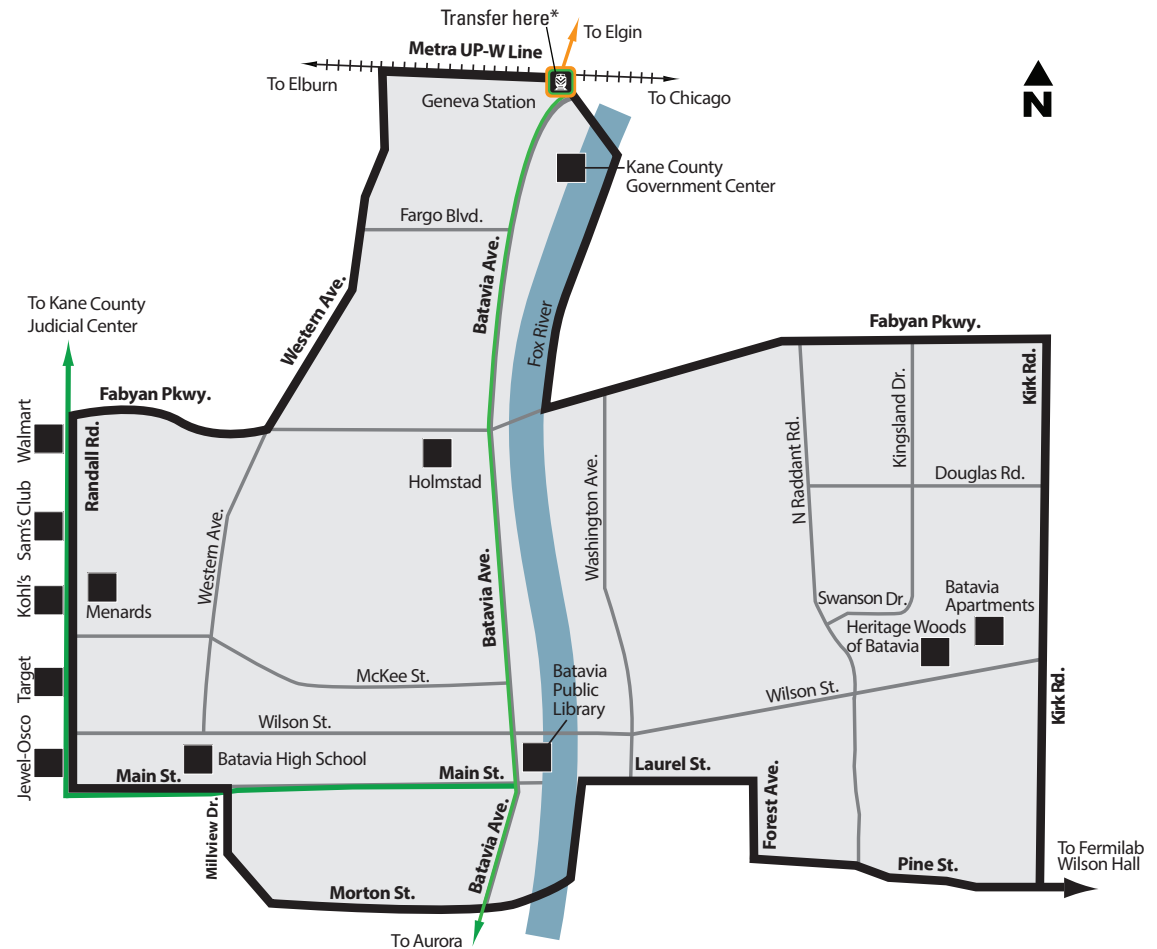 Transfer here*
To Elgin
Metra UP-W Line
To Elburn
To Chicago
Geneva Station
N
Kane County
Government Center
Fargo Blvd.
Batavia Ave.
Western Ave.
Fox River
To Kane County
Judicial Center
Fabyan Pkwy.
Fabyan Pkwy.
Kirk Rd.
Walmart
Randall Rd.
Holmstad
Washington Ave.
N Raddant Rd.
Kingsland Dr.
Douglas Rd.
Sam's Club
Western Ave.
Kohl's
Menards
Batavia Ave.
Swanson Dr.
Batavia
Apartments
Heritage Woods
of Batavia
Target
McKee St.
Batavia
Public
Library
Wilson St.
Kirk Rd.
Wilson St.
Jewel-Osco
Batavia High School
Main St.
Main St.
Laurel St.
Millview Dr.
Batavia Ave.
Forest Ave.
Pine St.
To Fermilab
Wilson Hall
Morton St.
To Aurora